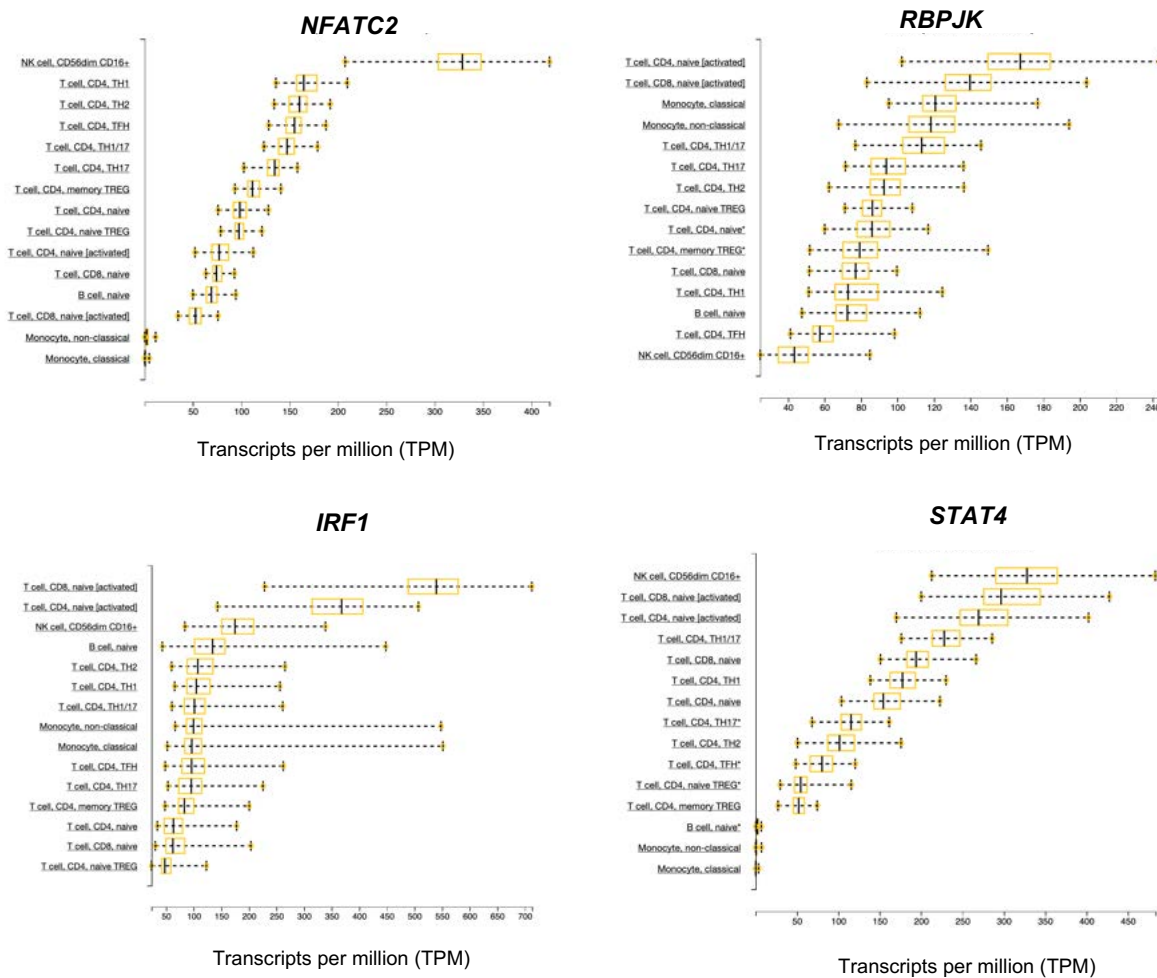 NFATC2
NK cell, CD56dim CD16+
T cell, CD4, TH1
T cell, CD4, TH2
T cell, CD4, TFH
T cell, CD4, TH1/17
T cell, CD4, TH17
T cell, CD4, memory TREG
T cell, CD4, naive
T cell, CD4, naive TREG
T cell, CD4, naive [activated]
T cell, CD8, naive
B cell, naive
T cell, CD8, naive [activated]
Monocyte, non-classical
Monocyte, classical
50 100 150 200 250 300 350 400
Transcripts per million (TPM)
RBPJK
T cell, CD4, naive [activated]
T cell, CD8, naive [activated]
Monocyte, classical
Monocyte, non-classical
T cell, CD4, TH1/17
T cell, CD4, TH17
T cell, CD4, TH2
T cell, CD4, naive TREG
T cell, CD4, naive*
T cell, CD4, memory TREG*
T cell, CD8, naive
T cell, CD4, TH1
B cell, naive
T cell, CD4, TFH
NK cell, CD56dim CD16+
40 60 80 100 120 140 160 180 200 220 240
Transcripts per million (TPM)
IRF1
T cell, CD8, naive [activated]
T cell, CD4, naive [activated]
NK cell, CD56dim CD16+
B cell, naive
T cell, CD4, TH2
T cell, CD4, TH1
T cell, CD4, TH1/17
Monocyte, non-classical
Monocyte, classical
T cell, CD4, TFH
T cell, CD4, TH17
T cell, CD4, memory TREG
T cell, CD4, naive
T cell, CD8, naive
T cell, CD4, naive TREG
50 100 150 200 250 300 350 400 450 500 550 600 650 700
Transcripts per million (TPM)
STAT4
NK cell, CD56dim CD16+
T cell, CD8, naive [activated]
T cell, CD4, naive [activated]
T cell, CD4, TH1/17
T cell, CD8, naive
T cell, CD4, TH1
T cell, CD4, naive
T cell, CD4, TH17*
T cell, CD4, TH2
T cell, CD4, TFH*
T cell, CD4, naive TREG*
T cell, CD4, memory TREG
B cell, naive*
Monocyte, non-classical
Monocyte, classical
50 100 150 200 250 300 350 400 450
Transcripts per million (TPM)